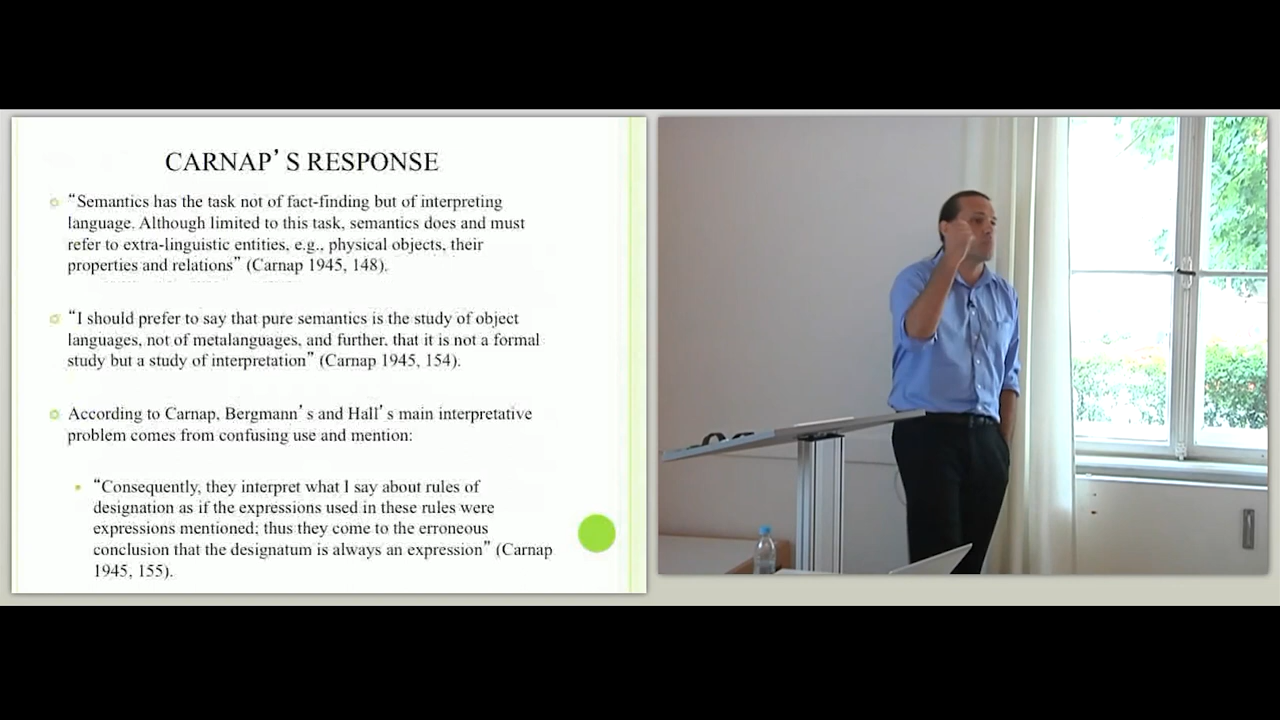 CARNAP’S RESPONSE
“Semantics has the task not of fact-finding but of interpreting
language. Although limited to this task, semantics does and must
refer to extra-linguistic entities, e.g., physical objects, their
properties and relations” (Carnap 1945, 148).
“I should prefer to say that pure semantics is the study of object
languages, not of metalanguages, and further, that it is not a formal
study but a study of interpretation” (Carnap 1945, 154).
According to Carnap, Bergmann’s and Hall’s main interpretative
problem comes from confusing use and mention:
“Consequently, they interpret what I say about rules of
designation as if the expressions used in these rules were
expressions mentioned; thus they come to the erroneous
conclusion that the designatum is always an expression” (Carnap
1945, 155).